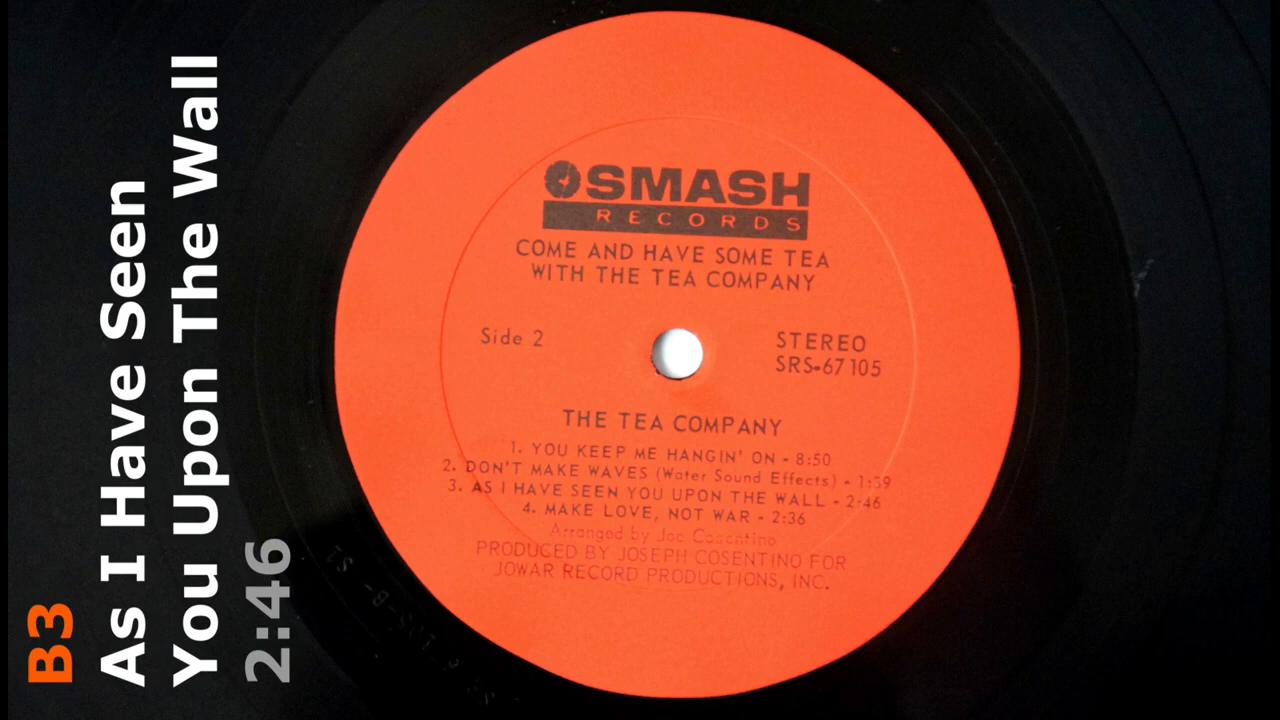 B3
As I Have Seen
You Upon The Wall
2:46
SMASH
RECORDS
COME AND HAVE SOME TEA
WITH THE TEA COMPANY
Side 2
STEREO
SRS-67105
THE TEA COMPANY
1. YOU KEEP ME HANGIN' ON - 8:50
2. DON'T MAKE WAVES (Water Sound Effects) - 1:59
3. AS I HAVE SEEN YOU UPON THE WALL - 2:46
4. MAKE LOVE, NOT WAR - 2:36
Arranged by Joe Cosentino
PRODUCED BY JOSEPH COSENTINO FOR
JOWAR RECORD PRODUCTIONS, INC.